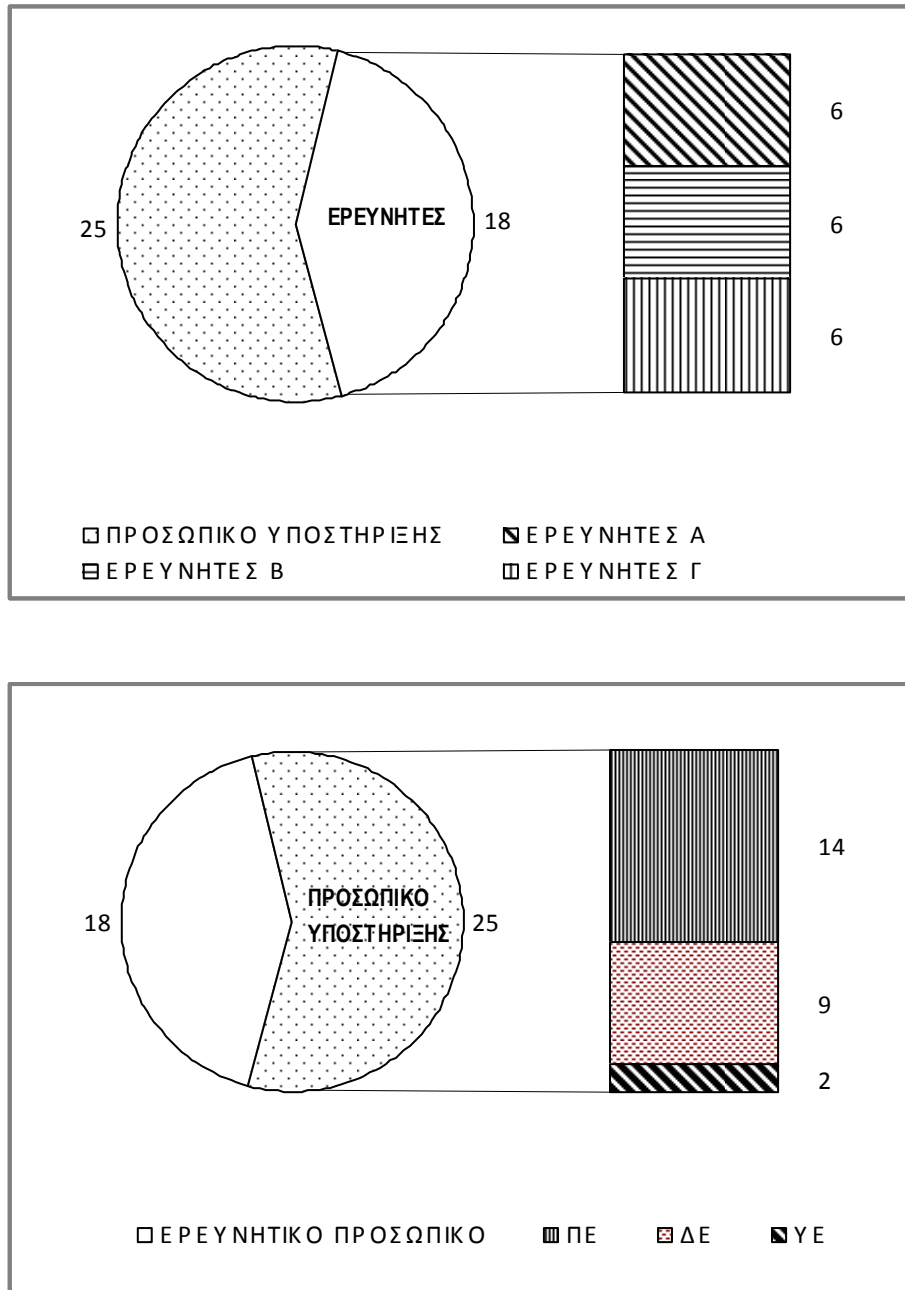 6
ΕΡΕΥΝΗΤΕΣ
25
18
6
6
ΠΡΟΣΩΠΙΚΟ ΥΠΟΣΤΗΡΙΞΗΣ
ΕΡΕΥΝΗΤΕΣ Α
ΕΡΕΥΝΗΤΕΣ Β
ΕΡΕΥΝΗΤΕΣ Γ
14
ΠΡΟΣΩΠΙΚΟ
18
25
ΥΠΟΣΤΗΡΙΞΗΣ
9
2
ΕΡΕΥΝΗΤΙΚΟ ΠΡΟΣΩΠΙΚΟ
ΠΕ
ΔΕ
ΥΕ